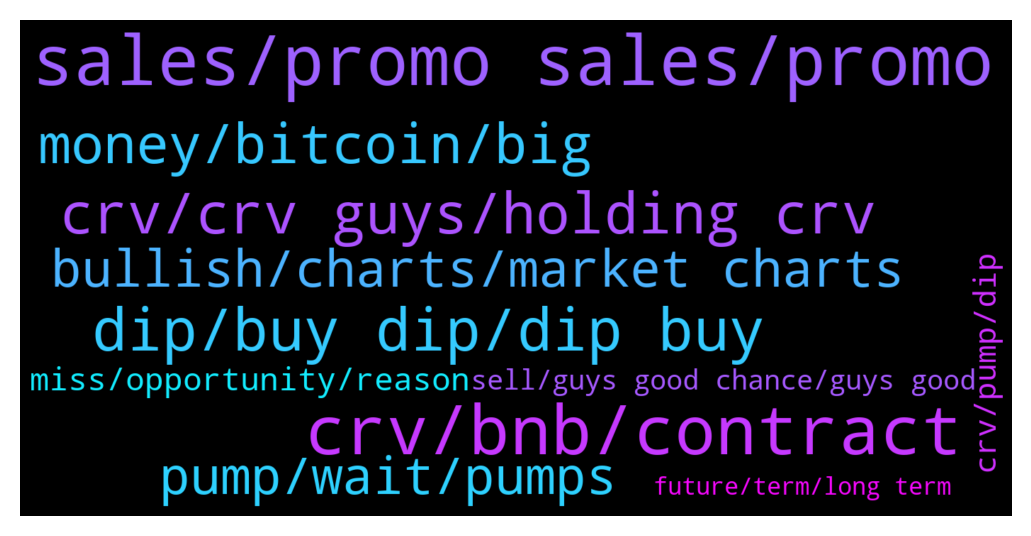 sales/promo sales/promo
money/bitcoin/big
crv/crv guys/holding crv
bullish/charts/market charts
dip/buy dip/dip buy
miss/opportunity/reason
sell/guys good chance/guys good
crv/pump/dip
crv/bnb/contract
pump/wait/pumps
future/term/long term